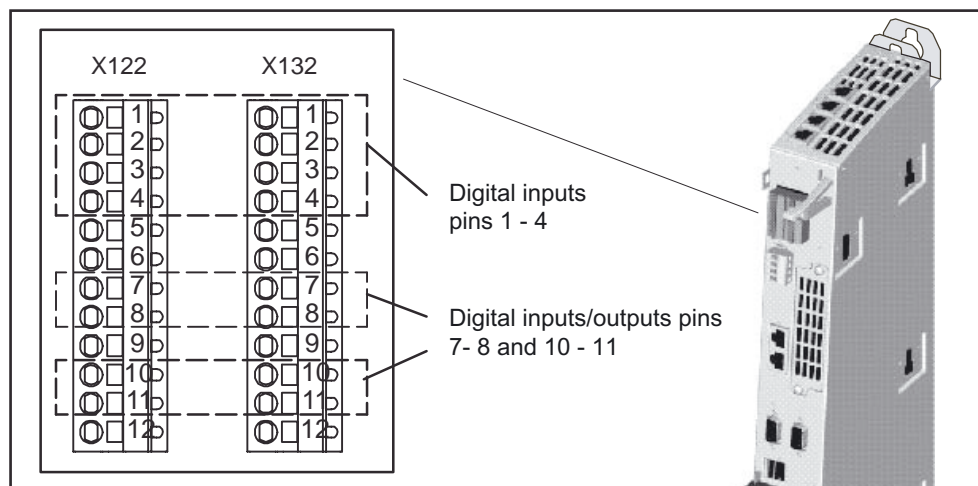 X122 X132
1 1
2 2
3 3
4 4
5 5
6 6
7 7
8 8
9 9
10 10
11 11
12 12
Digital inputs
pins 1 - 4
Digital inputs/outputs pins
7- 8 and 10 - 11